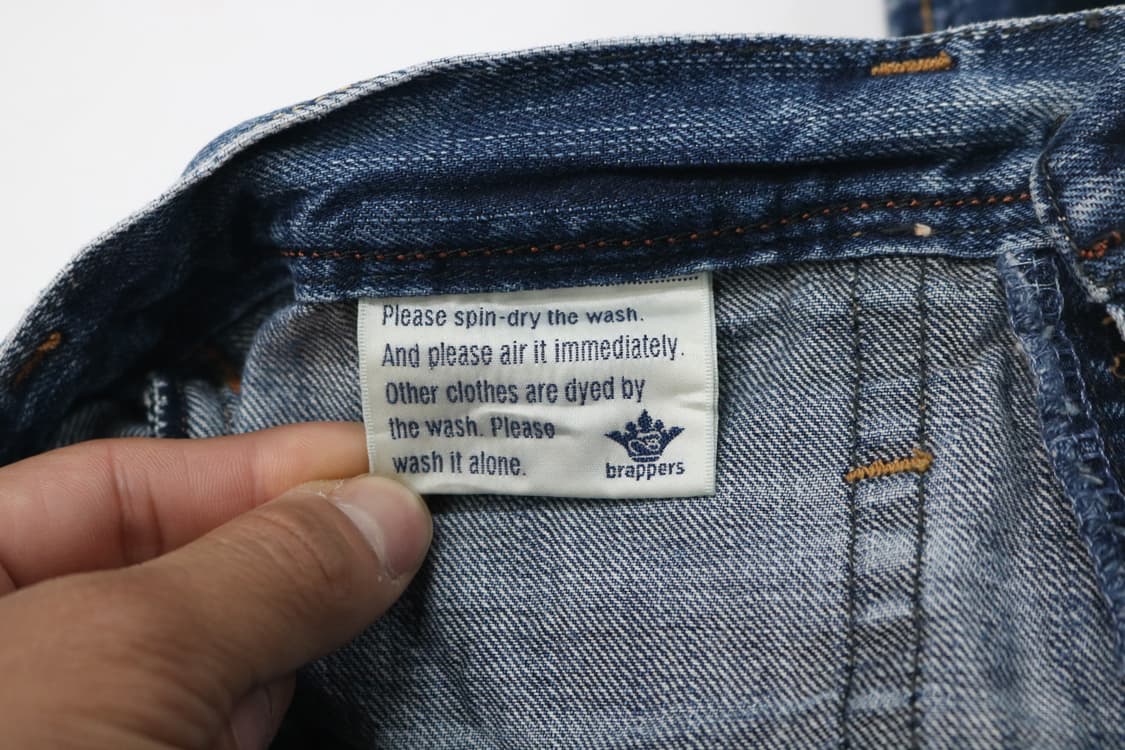 Please spin-dry the wash.
And please air it immediately.
Other clothes are dyed by
the wash. Please
wash it alone.
brappers